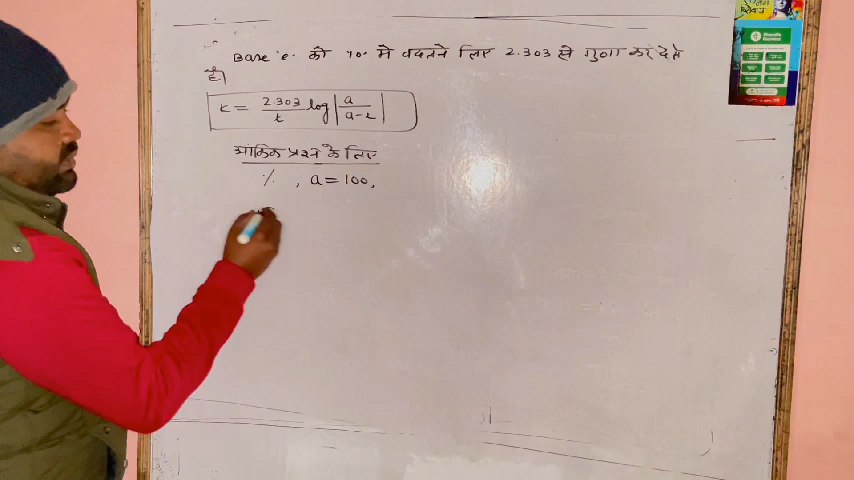 Base 'e' को 10 मे बदलने लिए 2.303 से गुणा कर देते
है।
K = 2.303/t log |a/a-x|
आंकिक प्रश्न के लिए
% , a = 100,